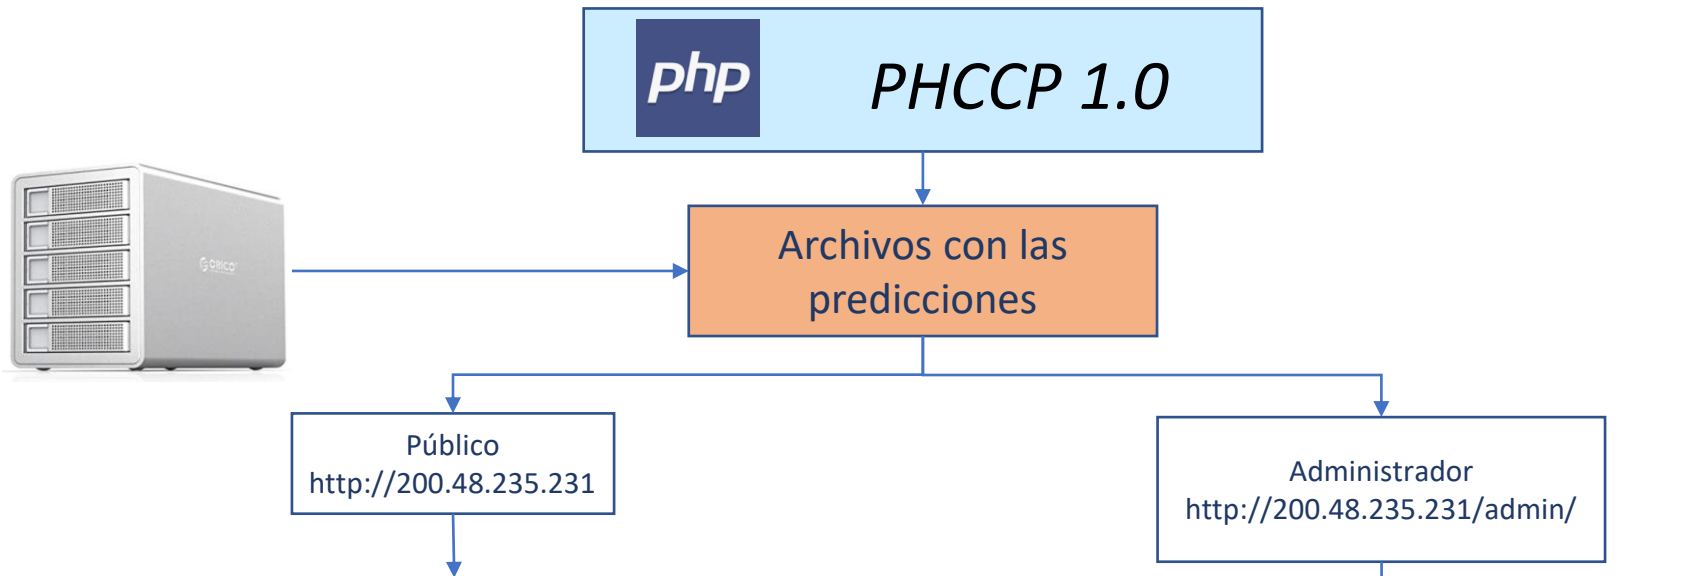 php
PHCCP 1.0
ORICO
Archivos con las
predicciones
Público
http://200.48.235.231
Administrador
http://200.48.235.231/admin/